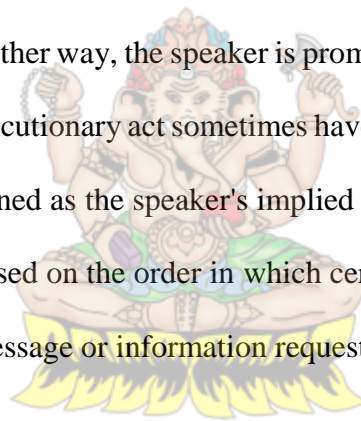 ther way, the speaker is prom
cutionary act sometimes hav
ned as the speaker's implied
sed on the order in which cer
essage or information request